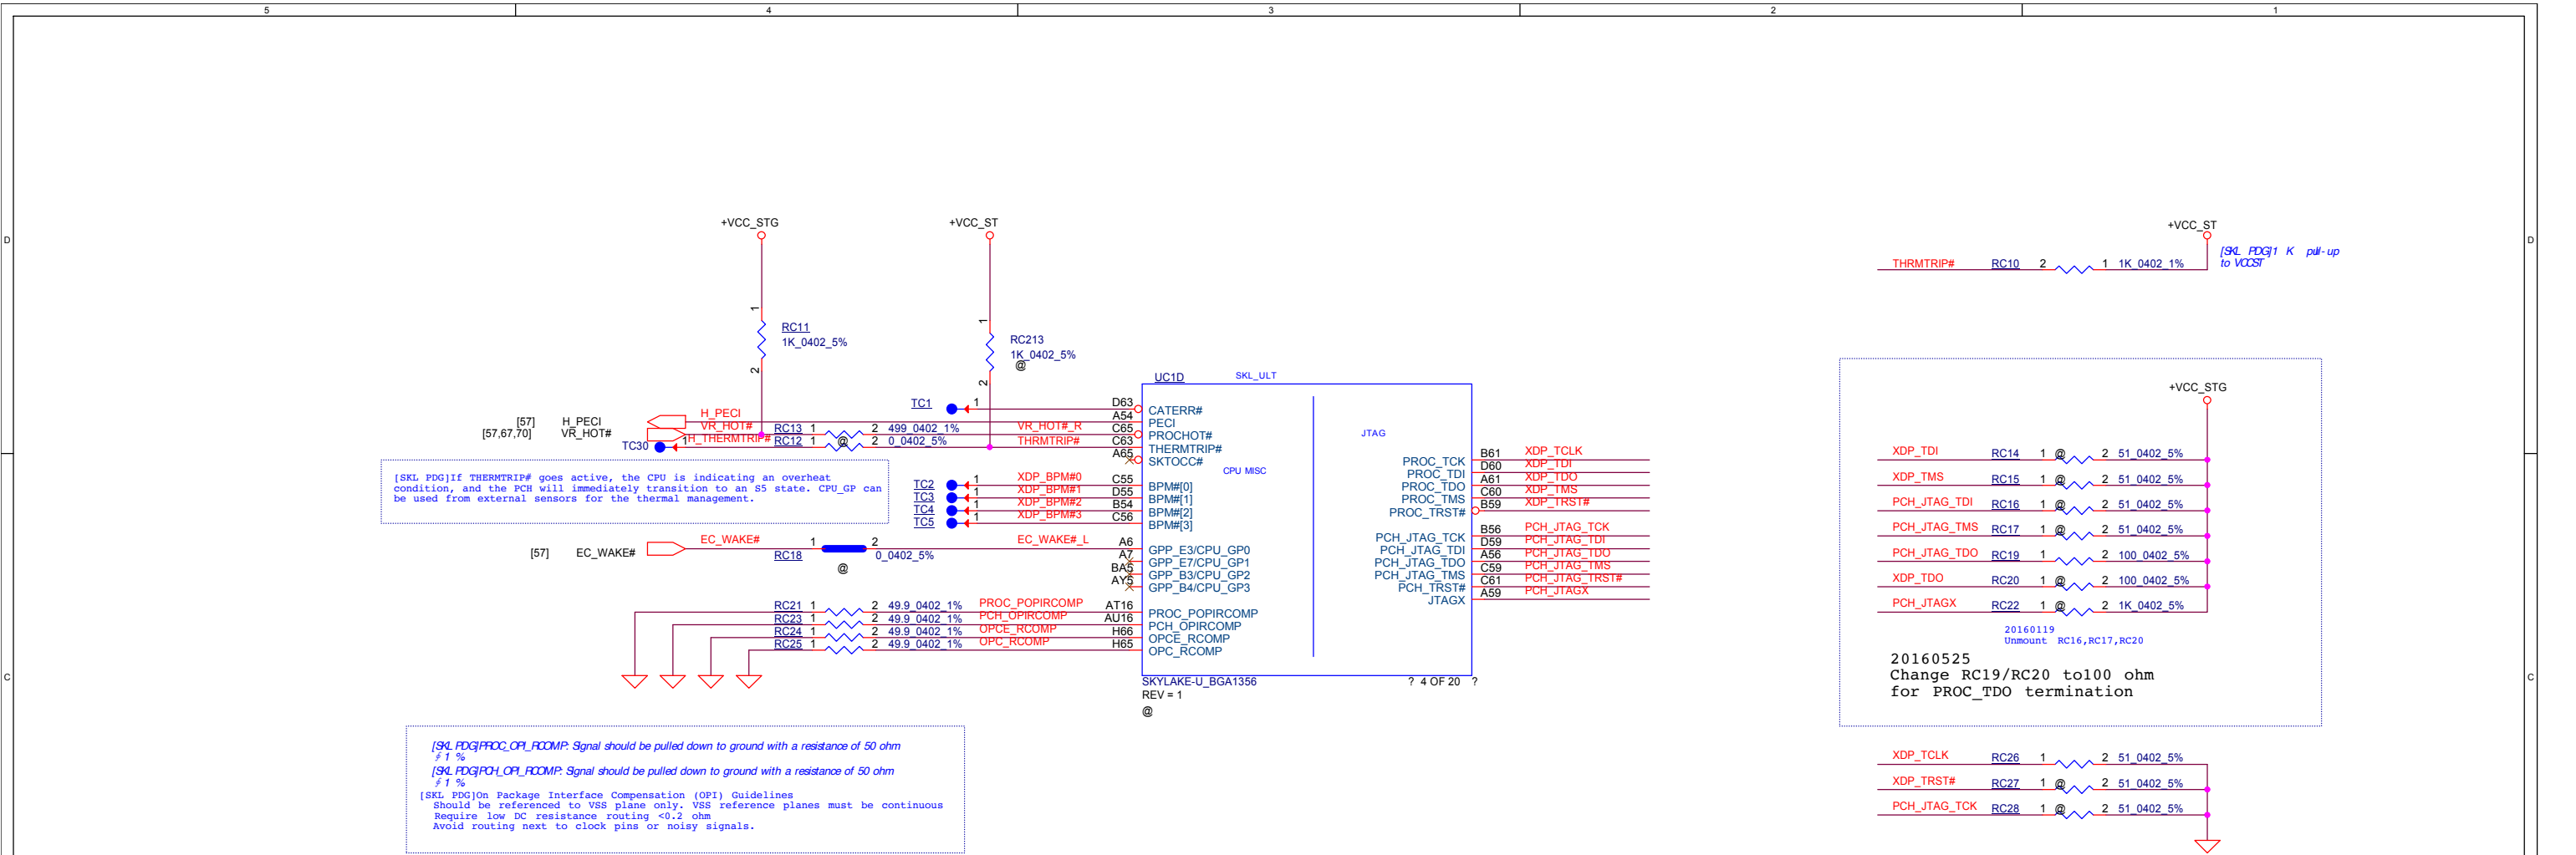 5 4 3 2 1
D
D
C
C
+VCC_STG
+VCC_ST
1
RC11
1K_0402_5%
2
1
RC213
1K_0402_5%
@
2
[57] H_PECI H_PECI
[57,67,70] VR_HOT# VR_HOT# RC13 1 2 499_0402_1% VR_HOT#_R
TC30 1 H_THERMTRIP# RC12 1 @ 2 0_0402_5% THRMTRIP#
TC1 1
[SKL PDG]If THERMTRIP# goes active, the CPU is indicating an overheat
condition, and the PCH will immediately transition to an S5 state. CPU_GP can
be used from external sensors for the thermal management.
TC2 1 XDP_BPM#0
TC3 1 XDP_BPM#1
TC4 1 XDP_BPM#2
TC5 1 XDP_BPM#3
[57] EC_WAKE# EC_WAKE# 1 2 EC_WAKE#_L
RC18 0_0402_5%
@
RC21 1 2 49.9_0402_1% PROC_POPIRCOMP
RC23 1 2 49.9_0402_1% PCH_OPIRCOMP
RC24 1 2 49.9_0402_1% OPCE_RCOMP
RC25 1 2 49.9_0402_1% OPC_RCOMP
UC1D SKL_ULT
D63 CATERR#
A54 PECI
C65 PROCHOT#
C63 THERMTRIP#
A65 SKTOCC#
CPU MISC
C55 BPM#[0]
D55 BPM#[1]
B54 BPM#[2]
C56 BPM#[3]
A6 GPP_E3/CPU_GP0
A7 GPP_E7/CPU_GP1
BA5 GPP_B3/CPU_GP2
AY5 GPP_B4/CPU_GP3
AT16 PROC_POPIRCOMP
AU16 PCH_OPIRCOMP
H66 OPCE_RCOMP
H65 OPC_RCOMP
JTAG
PROC_TCK B61 XDP_TCLK
PROC_TDI D60 XDP_TDI
PROC_TDO A61 XDP_TDO
PROC_TMS C60 XDP_TMS
PROC_TRST# B59 XDP_TRST#
PCH_JTAG_TCK B56 PCH_JTAG_TCK
PCH_JTAG_TDI D59 PCH_JTAG_TDI
PCH_JTAG_TDO A56 PCH_JTAG_TDO
PCH_JTAG_TMS C59 PCH_JTAG_TMS
PCH_TRST# C61 PCH_JTAG_TRST#
JTAGX A59 PCH_JTAGX
SKYLAKE-U_BGA1356 ? 4 OF 20 ?
REV = 1
@
[SKL PDG]PROC_OPI_RCOMP: Signal should be pulled down to ground with a resistance of 50 ohm
1 %
[SKL PDG]PCH_OPI_RCOMP: Signal should be pulled down to ground with a resistance of 50 ohm
1 %
[SKL PDG]On Package Interface Compensation (OPI) Guidelines
Should be referenced to VSS plane only. VSS reference planes must be continuous
Require low DC resistance routing <0.2 ohm
Avoid routing next to clock pins or noisy signals.
+VCC_ST
THRMTRIP# RC10 2 1 1K_0402_1%
[SKL PDG]1 K pull-up
to VCCST
+VCC_STG
XDP_TDI RC14 1 @ 2 51_0402_5%
XDP_TMS RC15 1 @ 2 51_0402_5%
PCH_JTAG_TDI RC16 1 @ 2 51_0402_5%
PCH_JTAG_TMS RC17 1 @ 2 51_0402_5%
PCH_JTAG_TDO RC19 1 2 100_0402_5%
XDP_TDO RC20 1 @ 2 100_0402_5%
PCH_JTAGX RC22 1 @ 2 1K_0402_5%
20160119
Unmount RC16,RC17,RC20
20160525
Change RC19/RC20 to100 ohm
for PROC_TDO termination
XDP_TCLK RC26 1 2 51_0402_5%
XDP_TRST# RC27 1 @ 2 51_0402_5%
PCH_JTAG_TCK RC28 1 @ 2 51_0402_5%